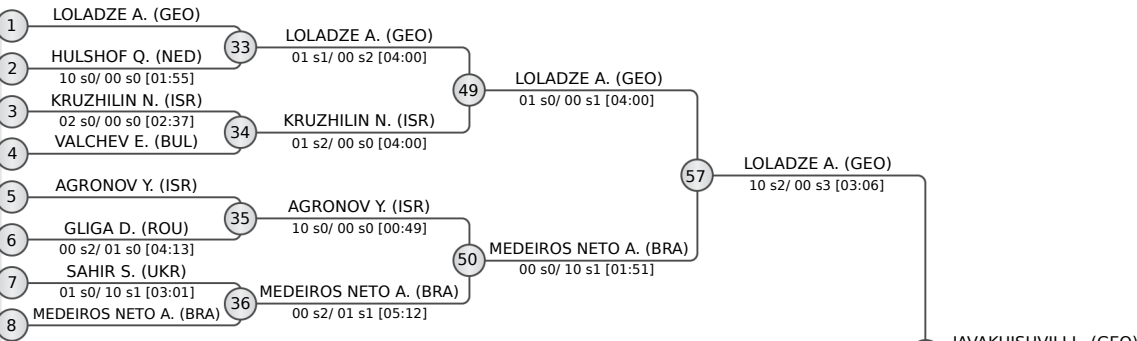 1
LOLADZE A. (GEO)
2
HULSHOF Q. (NED)
10 s0/ 00 s0 [01:55]
3
KRUZHILIN N. (ISR)
02 s0/ 00 s0 [02:37]
4
VALCHEV E. (BUL)
5
AGRONOV Y. (ISR)
6
GLIGA D. (ROU)
00 s2/ 01 s0 [04:13]
7
SAHIR S. (UKR)
01 s0/ 10 s1 [03:01]
8
MEDEIROS NETO A. (BRA)
33
LOLADZE A. (GEO)
01 s1/ 00 s2 [04:00]
34
KRUZHILIN N. (ISR)
01 s2/ 00 s0 [04:00]
35
AGRONOV Y. (ISR)
10 s0/ 00 s0 [00:49]
36
MEDEIROS NETO A. (BRA)
00 s2/ 01 s1 [05:12]
49
LOLADZE A. (GEO)
01 s0/ 00 s1 [04:00]
50
MEDEIROS NETO A. (BRA)
00 s0/ 10 s1 [01:51]
57
LOLADZE A. (GEO)
10 s2/ 00 s3 [03:06]
(GEO)